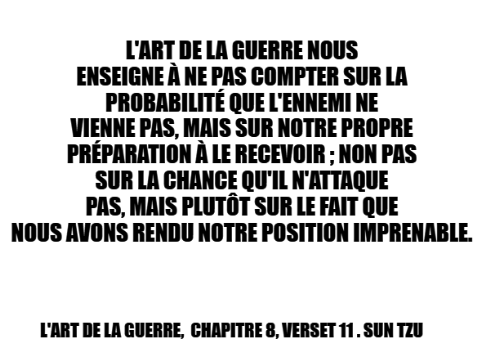 L'ART DE LA GUERRE NOUS
ENSEIGNE À NE PAS COMPTER SUR LA
PROBABILITÉ QUE L'ENNEMI NE
VIENNE PAS, MAIS SUR NOTRE PROPRE
PRÉPARATION À LE RECEVOIR ; NON PAS
SUR LA CHANCE QU'IL N'ATTAQUE
PAS, MAIS PLUTÔT SUR LE FAIT QUE
NOUS AVONS RENDU NOTRE POSITION IMPRENABLE.
L'ART DE LA GUERRE, CHAPITRE 8, VERSET 11 . SUN TZU